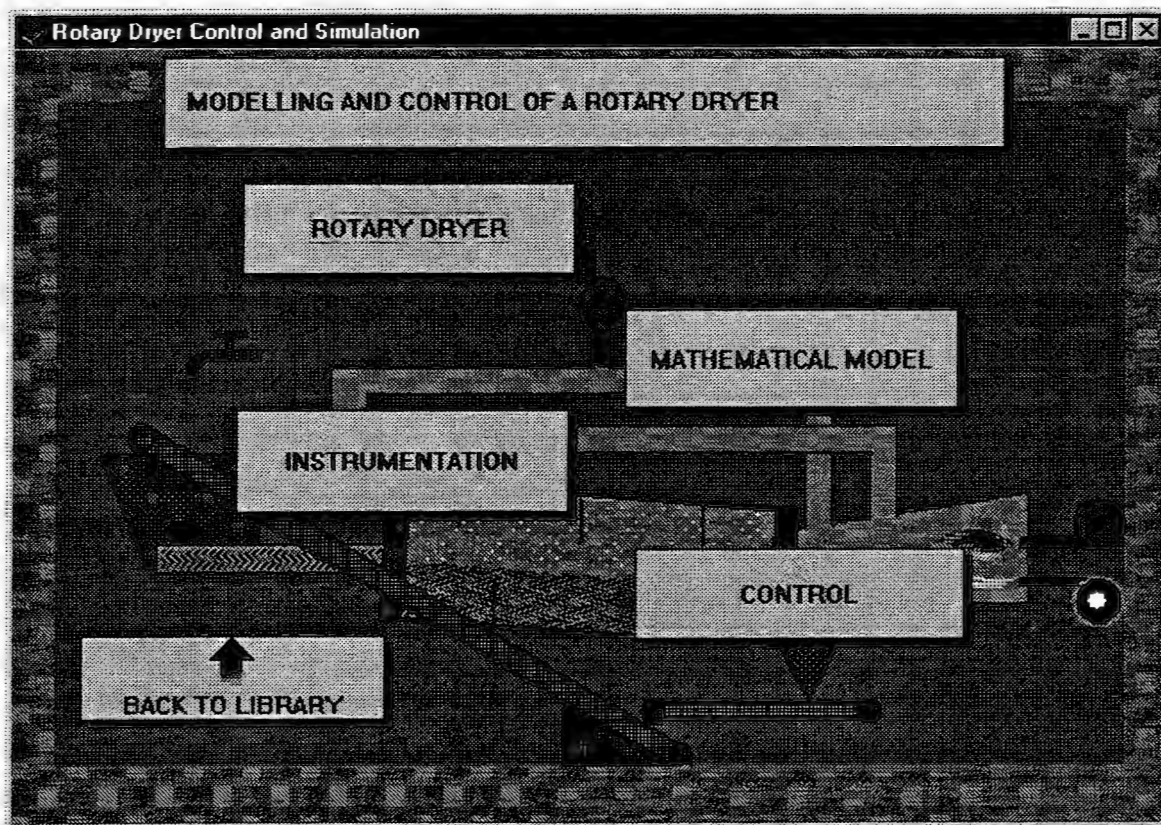 Rotary Dryer Control and Simulation
MODELLING AND CONTROL OF A ROTARY DRYER
ROTARY DRYER
MATHEMATICAL MODEL
INSTRUMENTATION
CONTROL
BACK TO LIBRARY